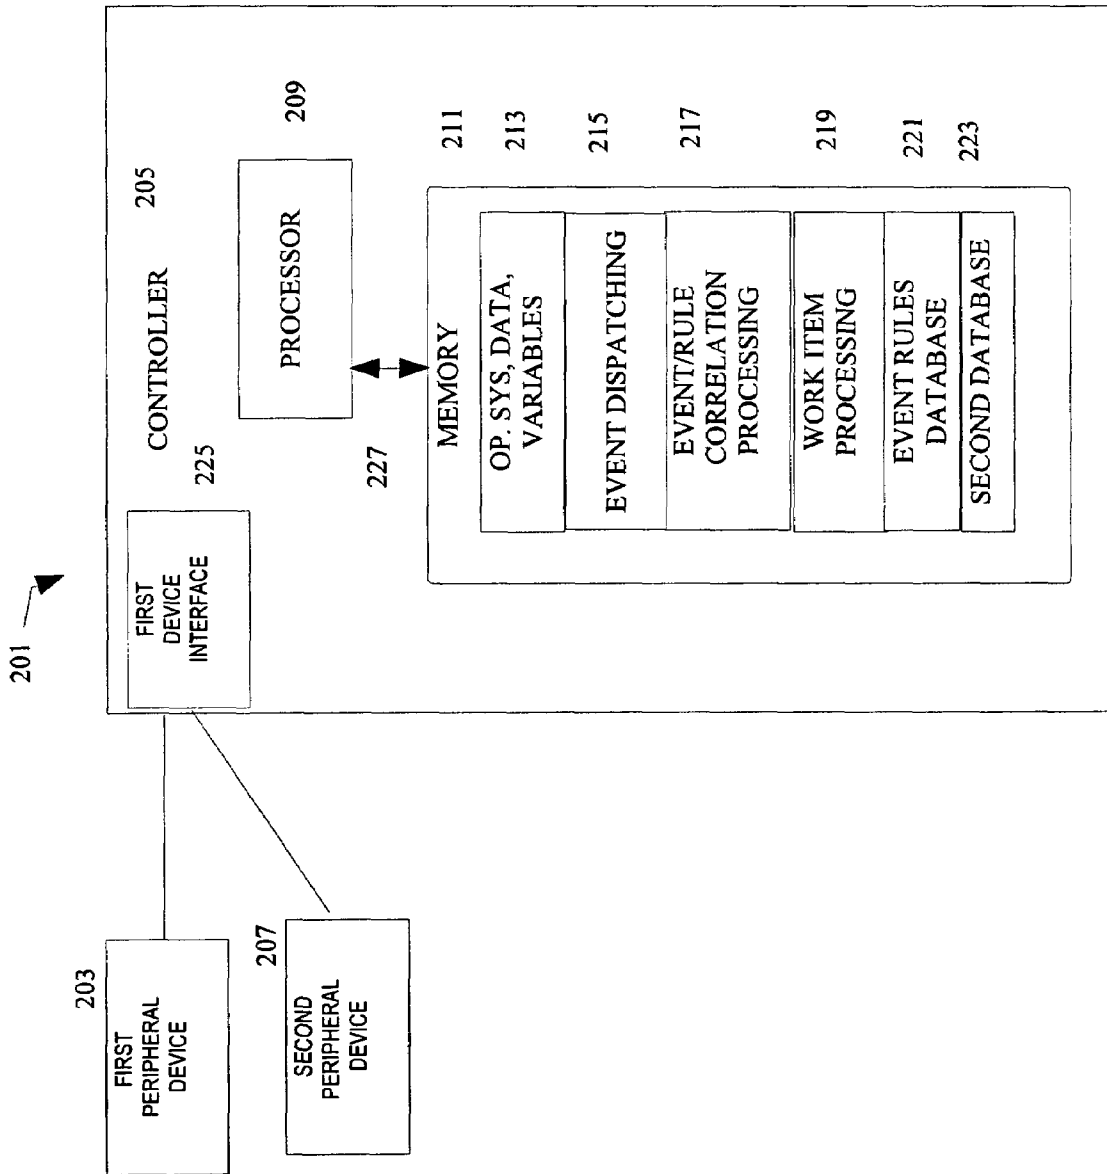 201
FIRST
PERIPHERAL
DEVICE
203
SECOND
PERIPHERAL
DEVICE
207
FIRST
DEVICE
INTERFACE
225
CONTROLLER
205
PROCESSOR
209
227
MEMORY
211
OP. SYS, DATA,
VARIABLES
213
EVENT DISPATCHING
215
EVENT/RULE
CORRELATION
PROCESSING
217
WORK ITEM
PROCESSING
219
EVENT RULES
DATABASE
221
SECOND DATABASE
223